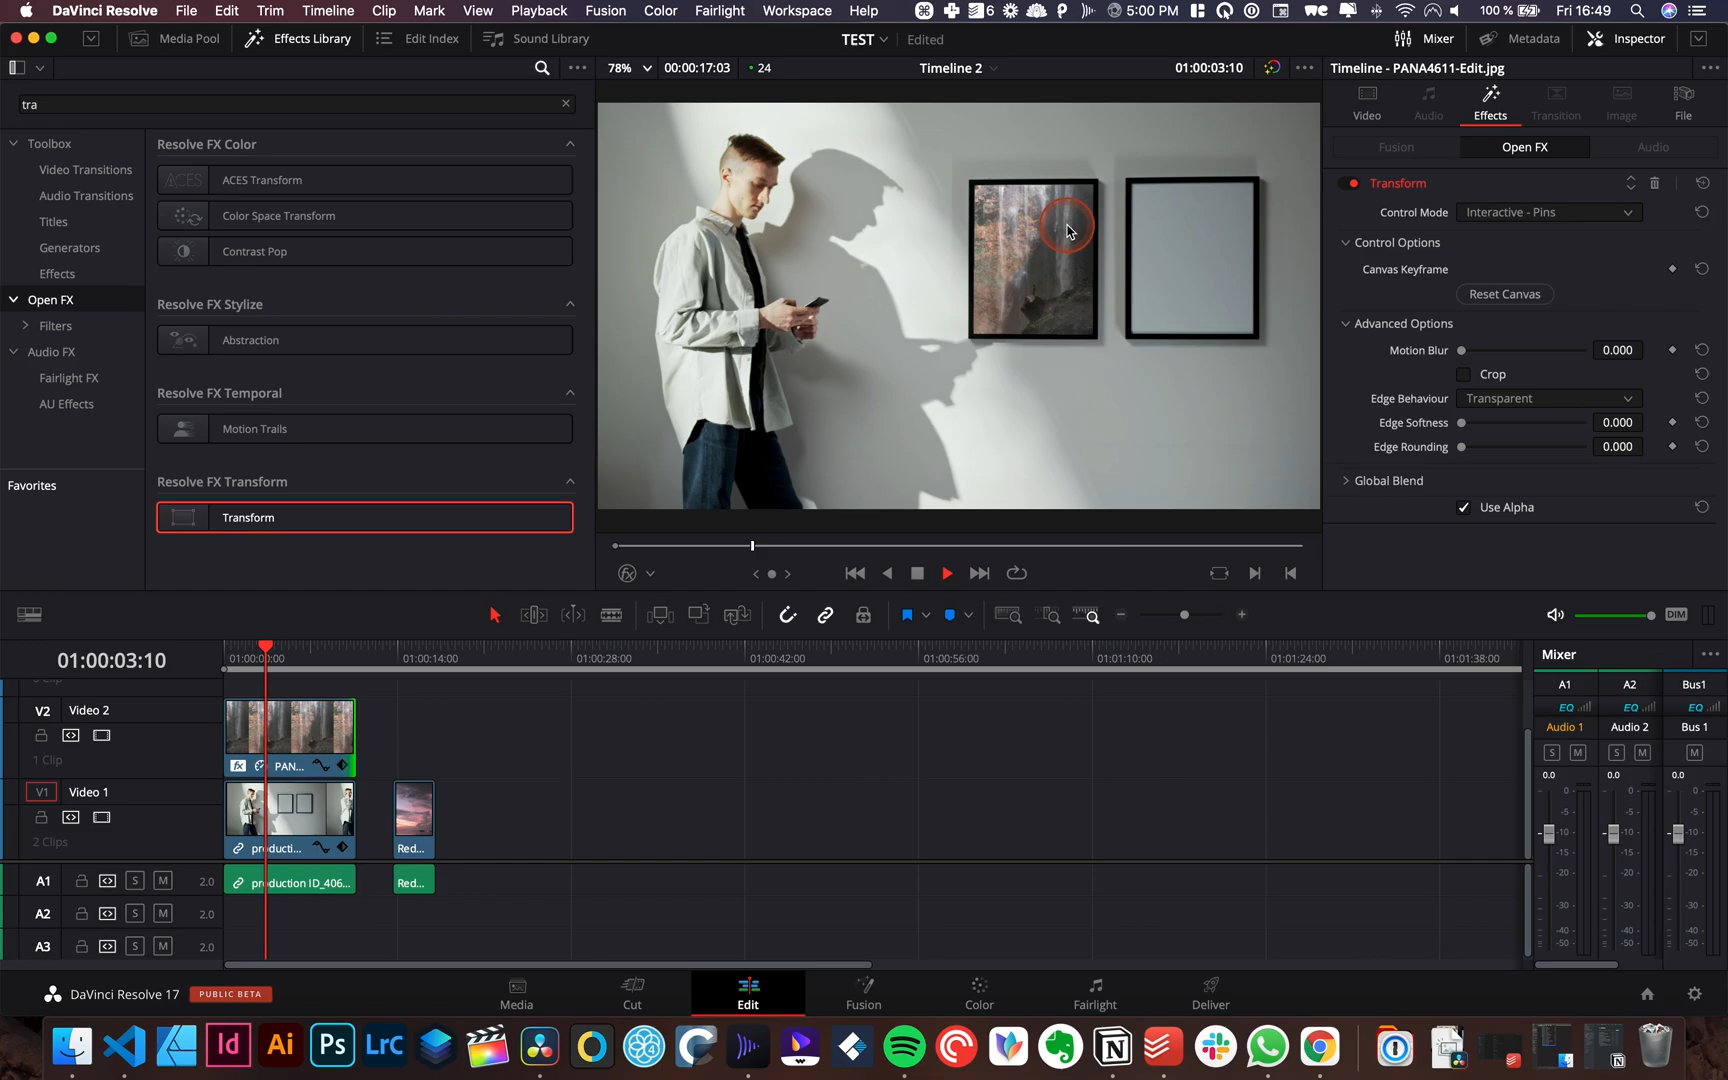 DaVinci Resolve File Edit Trim Timeline Clip Mark View Playback Fusion Color Fairlight Workspace Help 6 5:00 PM 100 % Fri 16:49
Media Pool Effects Library Edit Index Sound Library TEST Edited Mixer Metadata Inspector
78% 00:00:17:03 24 Timeline 2 01:00:03:10 Timeline - PANA4611-Edit.jpg
tra
Video Audio Effects Transition Image File
Fusion Open FX Audio
Toolbox
Video Transitions
Audio Transitions
Titles
Generators
Effects
Open FX
Filters
Audio FX
Fairlight FX
AU Effects
Favorites
Resolve FX Color
ACES ACES Transform
Color Space Transform
Contrast Pop
Resolve FX Stylize
Abstraction
Resolve FX Temporal
Motion Trails
Resolve FX Transform
Transform
Transform
Control Mode Interactive - Pins
Control Options
Canvas Keyframe
Reset Canvas
Advanced Options
Motion Blur 0.000
Crop
Edge Behaviour Transparent
Edge Softness 0.000
Edge Rounding 0.000
Global Blend
Use Alpha
DIM
01:00:03:10 01:00:00:00 01:00:14:00 01:00:28:00 01:00:42:00 01:00:56:00 01:01:10:00 01:01:24:00 01:01:38:00
V2 Video 2
1 Clip
fx PAN...
V1 Video 1
2 Clips
producti... Red...
A1 S M 2.0 production ID_406... Red...
A2 S M 2.0
A3 S M 2.0
Mixer
A1 A2 Bus1
EQ EQ EQ
Audio 1 Audio 2 Bus 1
S M S M M
0.0 0.0 0.0
0 0 0
-5 -5 -5
-10 -10 -10
-15 -15 -15
-20 -20 -20
-30 -30 -30
-40 -40 -40
-50 -50 -50
DaVinci Resolve 17 PUBLIC BETA Media Cut Edit Fusion Color Fairlight Deliver
Id Ai Ps LrC